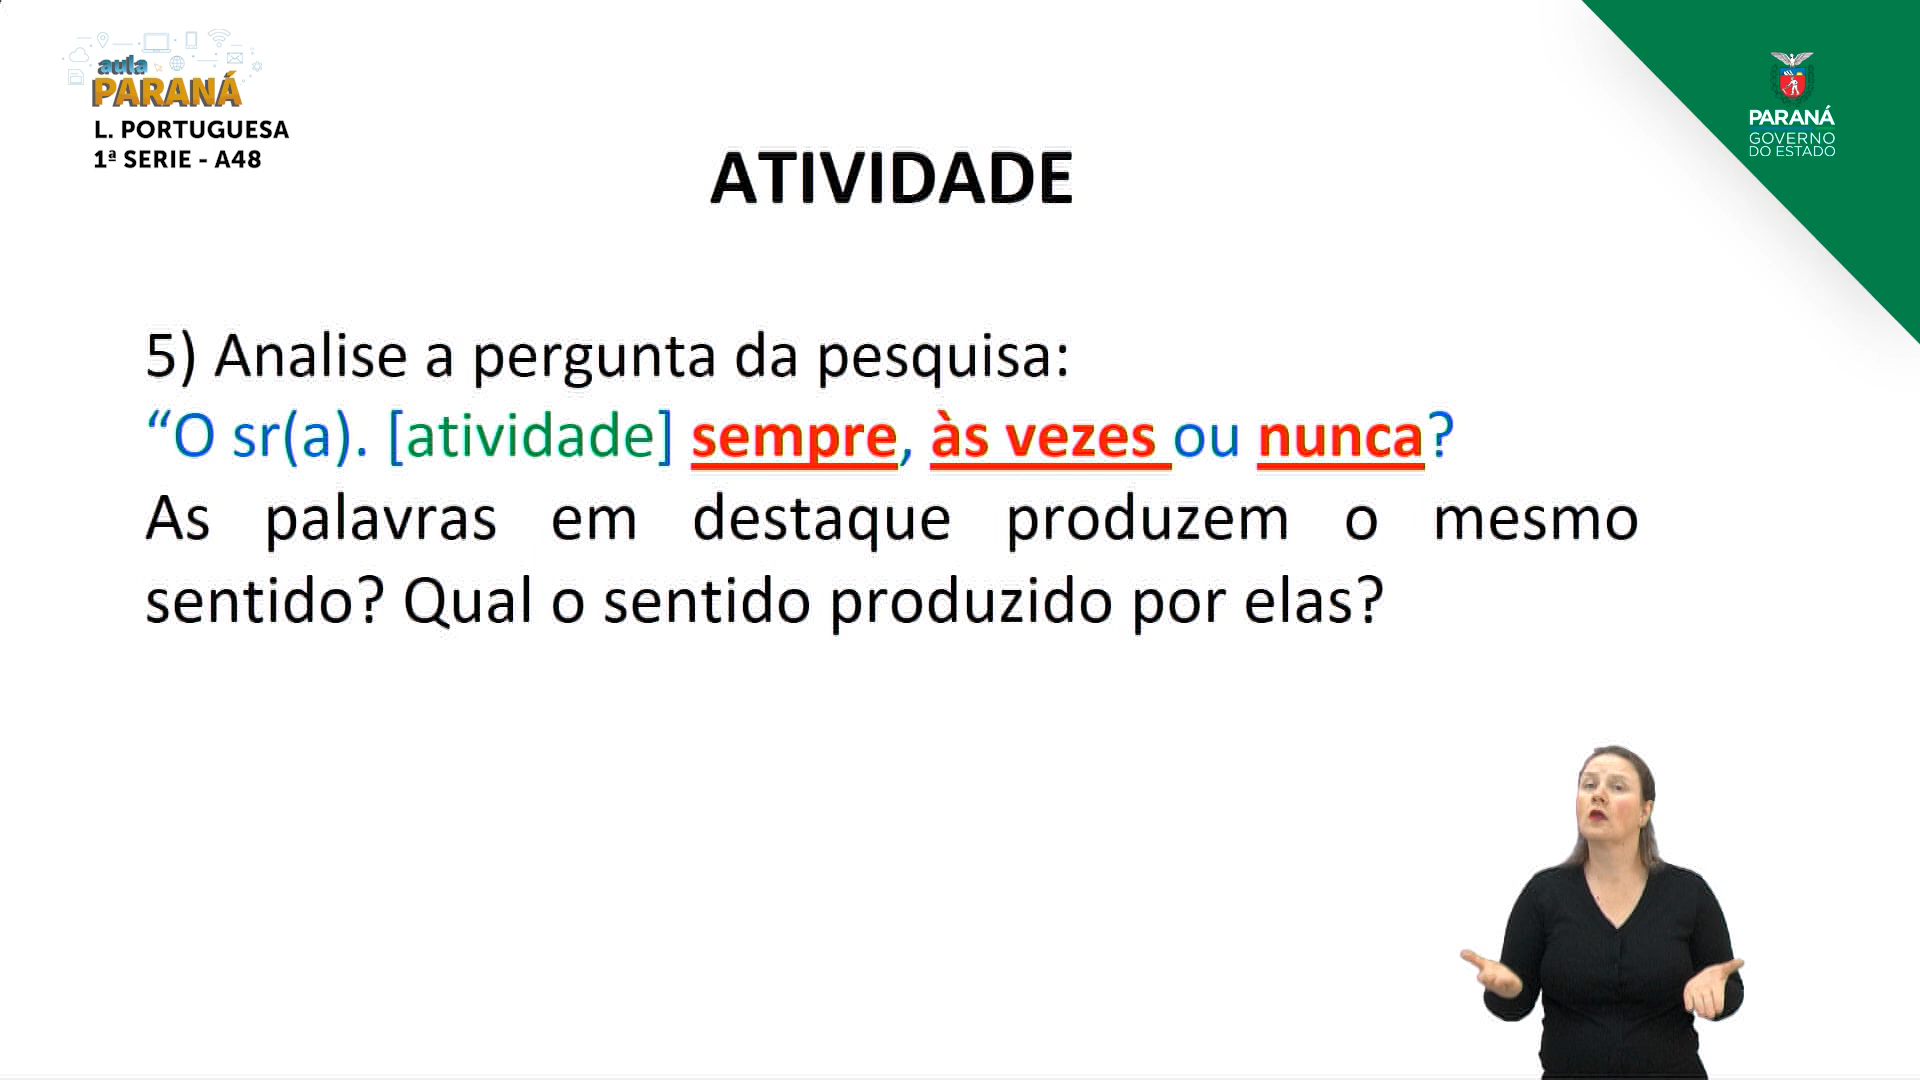 aula
PARANÁ
L. PORTUGUESA
1ª SERIE - A48
PARANÁ
GOVERNO
DO ESTADO
ATIVIDADE
5) Analise a pergunta da pesquisa:
“O sr(a). [atividade] sempre, às vezes ou nunca?
As palavras em destaque produzem o mesmo
sentido? Qual o sentido produzido por elas?